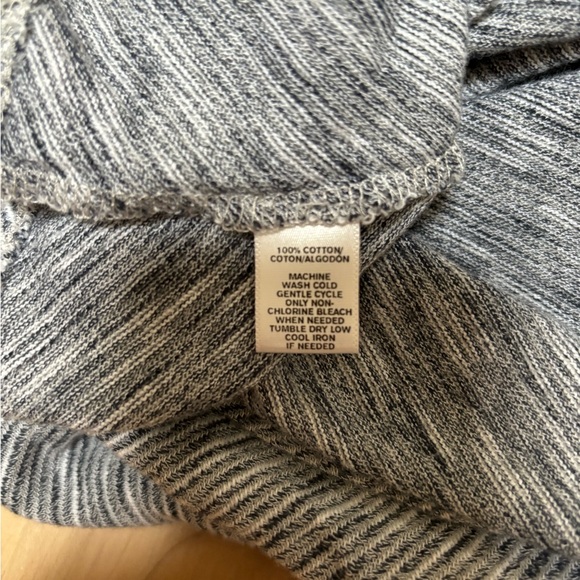 100% COTTON/
COTON/ALGODÓN
MACHINE
WASH COLD
GENTLE CYCLE
ONLY NON-
CHLORINE BLEACH
WHEN NEEDED
TUMBLE DRY LOW
COOL IRON
IF NEEDED